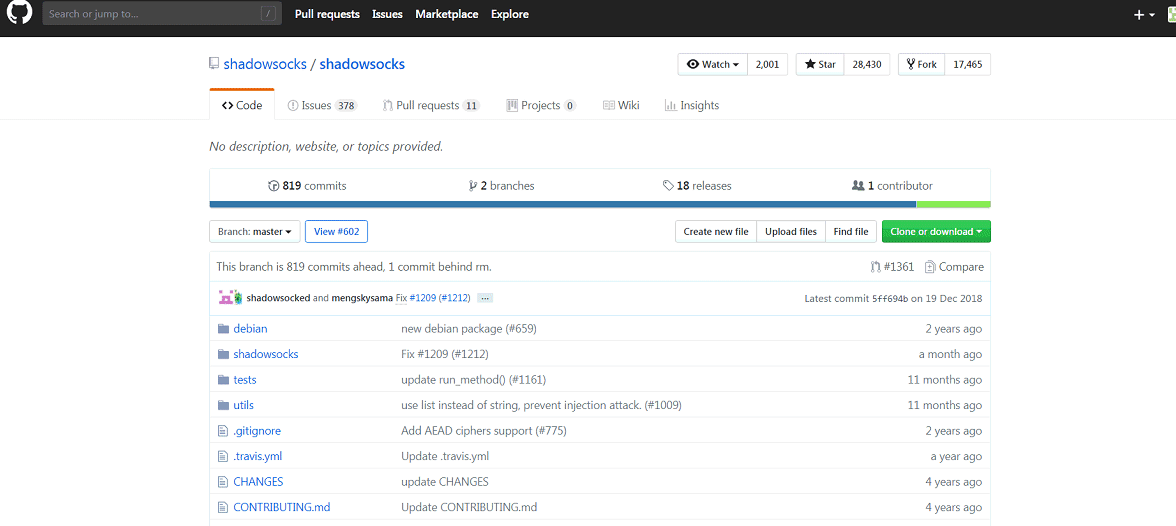 Search or jump to... / Pull requests Issues Marketplace Explore
shadowsocks / shadowsocks Watch 2,001 Star 28,430 Fork 17,465
Code Issues 378 Pull requests 11 Projects 0 Wiki Insights
No description, website, or topics provided.
819 commits 2 branches 18 releases 1 contributor
Branch: master View #602 Create new file Upload files Find file Clone or download
This branch is 819 commits ahead, 1 commit behind rm. #1361 Compare
shadowsocked and mengskysama Fix #1209 (#1212) ... Latest commit 5ff694b on 19 Dec 2018
debian new debian package (#659) 2 years ago
shadowsocks Fix #1209 (#1212) a month ago
tests update run_method() (#1161) 11 months ago
utils use list instead of string, prevent injection attack. (#1009) 11 months ago
.gitignore Add AEAD ciphers support (#775) 2 years ago
.travis.yml Update .travis.yml a year ago
CHANGES update CHANGES 4 years ago
CONTRIBUTING.md Update CONTRIBUTING.md 4 years ago